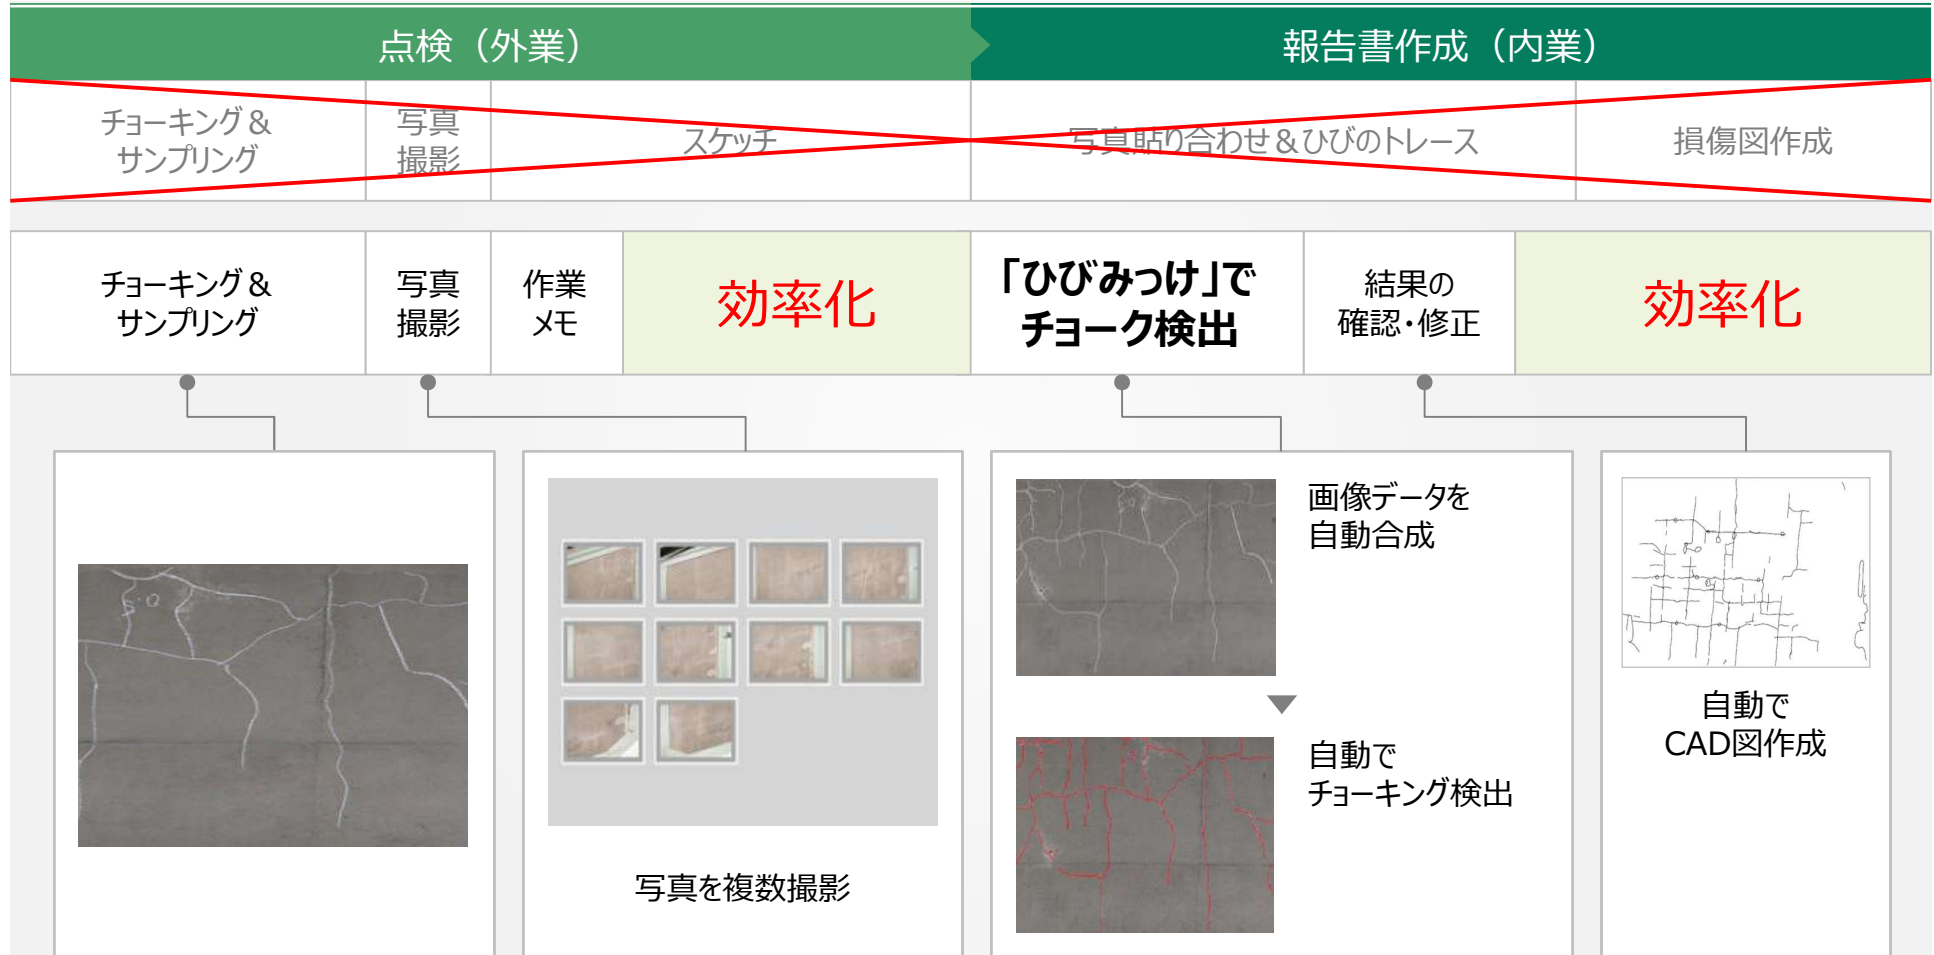 点検（外業）
報告書作成（内業）
チョーキング＆
サンプリング
写真
撮影
スケッチ
写真貼り合わせ＆ひびのトレース
損傷図作成
チョーキング＆
サンプリング
写真
撮影
作業
メモ
効率化
「ひびみっけ」で
チョーク検出
結果の
確認・修正
効率化
写真を複数撮影
画像データを
自動合成
自動で
チョーキング検出
自動で
CAD図作成